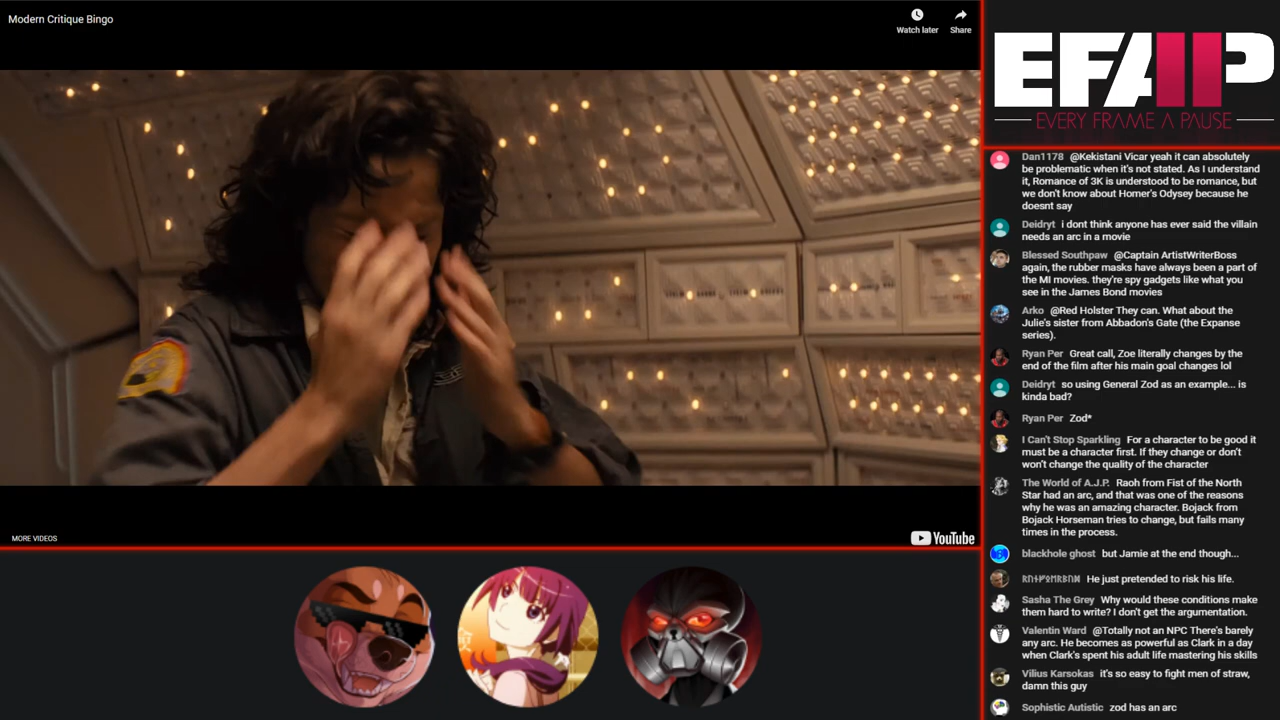 Modern Critique Bingo
Watch later
Share
MORE VIDEOS
YouTube
EFAP
EVERY FRAME A PAUSE
Dan1178 @Kekistani Vicar yeah it can absolutely
be problematic when it's not stated. As I understand
it, Romance of 3K is understood to be romance, but
we don't know about Homer's Odysey because he
doesnt say
Deidryt i dont think anyone has ever said the villain
needs an arc in a movie
Blessed Southpaw @Captain ArtistWriterBoss
again, the rubber masks have always been a part of
the MI movies. they're spy gadgets like what you
see in the James Bond movies
Arko @Red Holster They can. What about the
Julie's sister from Abbadon's Gate (the Expanse
series).
Ryan Per Great call, Zoe literally changes by the
end of the film after his main goal changes lol
Deidryt so using General Zod as an example... is
kinda bad?
Ryan Per Zod*
I Can't Stop Sparkling For a character to be good it
must be a character first. If they change or don't
won't change the quality of the character
The World of A.J.P. Raoh from Fist of the North
Star had an arc, and that was one of the reasons
why he was an amazing character. Bojack from
Bojack Horseman tries to change, but fails many
times in the process.
blackhole ghost but Jamie at the end though...
He just pretended to risk his life.
Sasha The Grey Why would these conditions make
them hard to write? I don't get the argumentation.
Valentin Ward @Totally not an NPC There's barely
any arc. He becomes as powerful as Clark in a day
when Clark's spent his adult life mastering his skills
Vilius Karsokas it's so easy to fight men of straw,
damn this guy
Sophistic Autistic zod has an arc